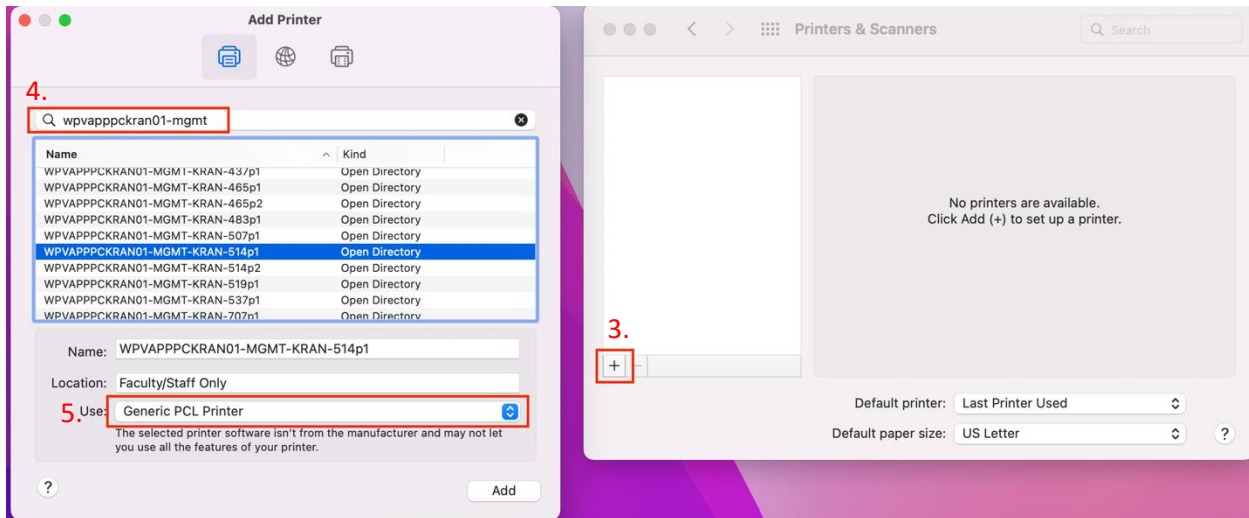 Add Printer
4.
wpvapppckran01-mgmt
Name Kind
WPVAPPPCKRAN01-MGMT-KRAN-437p1 Open Directory
WPVAPPPCKRAN01-MGMT-KRAN-465p1 Open Directory
WPVAPPPCKRAN01-MGMT-KRAN-465p2 Open Directory
WPVAPPPCKRAN01-MGMT-KRAN-483p1 Open Directory
WPVAPPPCKRAN01-MGMT-KRAN-507p1 Open Directory
WPVAPPPCKRAN01-MGMT-KRAN-514p1 Open Directory
WPVAPPPCKRAN01-MGMT-KRAN-514p2 Open Directory
WPVAPPPCKRAN01-MGMT-KRAN-519p1 Open Directory
WPVAPPPCKRAN01-MGMT-KRAN-537p1 Open Directory
WPVAPPPCKRAN01-MGMT-KRAN-707p1 Open Directory
Name: WPVAPPPCKRAN01-MGMT-KRAN-514p1
Location: Faculty/Staff Only
5. Use: Generic PCL Printer
The selected printer software isn't from the manufacturer and may not let
you use all the features of your printer.
? Add
Printers & Scanners Search
No printers are available.
Click Add (+) to set up a printer.
3.
+ −
Default printer: Last Printer Used
Default paper size: US Letter ?